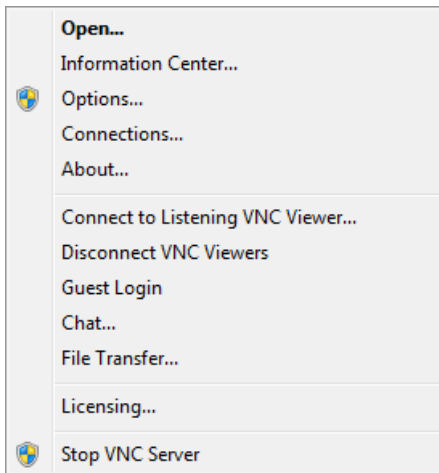 Open...
Information Center...
Options...
Connections...
About...
Connect to Listening VNC Viewer...
Disconnect VNC Viewers
Guest Login
Chat...
File Transfer...
Licensing...
Stop VNC Server